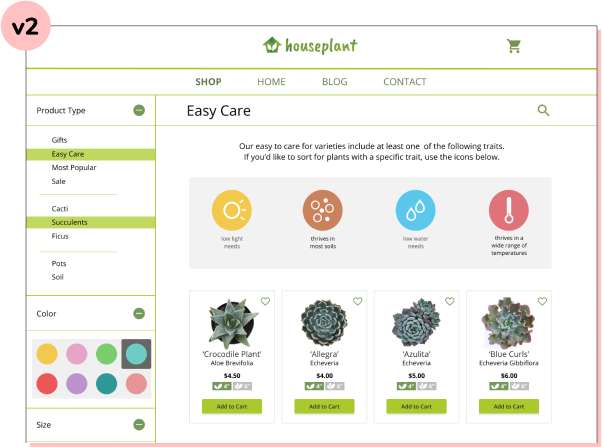 v2
houseplant
SHOP HOME BLOG CONTACT
Product Type
Easy Care
Gifts
Easy Care
Most Popular
Sale
Cacti
Succulents
Ficus
Pots
Soil
Color
Size
Our easy to care for varieties include at least one of the following traits.
If you'd like to sort for plants with a specific trait, use the icons below.
low light
needs
thrives in
most soils
low water
needs
thrives in a
wide range of
temperatures
'Crocodile Plant'
Aloe Brevifolia
$4.50
4" 6"
Add to Cart
'Allegra'
Echeveria
$4.00
4" 6"
Add to Cart
'Azulita'
Echeveria
$5.00
4" 6"
Add to Cart
'Blue Curls'
Echeveria Gibbiflora
$6.00
4" 6"
Add to Cart